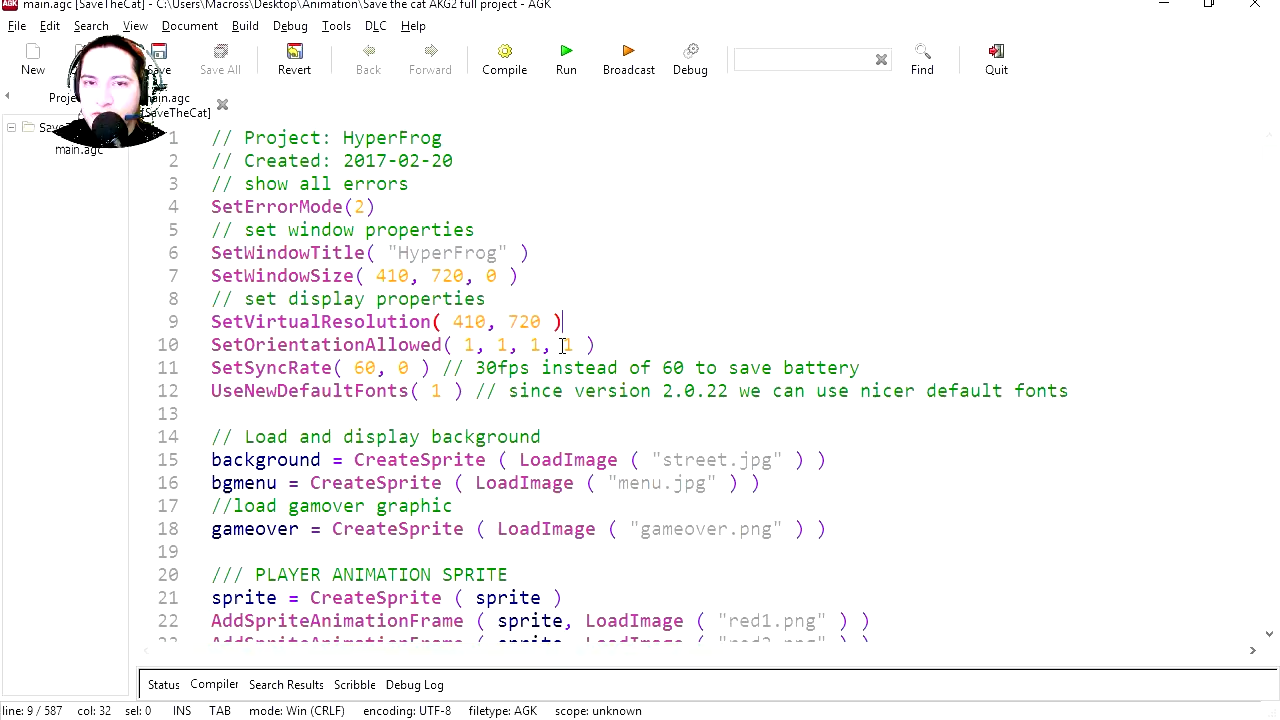 main.agc [SaveTheCat] - C:\Users\Macross\Desktop\Animation\Save the cat AKG2 full project - AGK
File Edit Search View Document Build Debug Tools DLC Help
New Save Save All Revert Back Forward Compile Run Broadcast Debug Find Quit
main.agc
[SaveTheCat]
main.agc
1 // Project: HyperFrog
2 // Created: 2017-02-20
3 // show all errors
4 SetErrorMode(2)
5 // set window properties
6 SetWindowTitle( "HyperFrog" )
7 SetWindowSize( 410, 720, 0 )
8 // set display properties
9 SetVirtualResolution( 410, 720 )
10 SetOrientationAllowed( 1, 1, 1, 1 )
11 SetSyncRate( 60, 0 ) // 30fps instead of 60 to save battery
12 UseNewDefaultFonts( 1 ) // since version 2.0.22 we can use nicer default fonts
13
14 // Load and display background
15 background = CreateSprite ( LoadImage ( "street.jpg" ) )
16 bgmenu = CreateSprite ( LoadImage ( "menu.jpg" ) )
17 //load gamover graphic
18 gameover = CreateSprite ( LoadImage ( "gameover.png" ) )
19
20 /// PLAYER ANIMATION SPRITE
21 sprite = CreateSprite ( sprite )
22 AddSpriteAnimationFrame ( sprite, LoadImage ( "red1.png" ) )
23 AddSpriteAnimationFrame ( sprite, LoadImage ( "red2.png" ) )
Status Compiler Search Results Scribble Debug Log
line: 9 / 587 col: 32 sel: 0 INS TAB mode: Win (CRLF) encoding: UTF-8 filetype: AGK scope: unknown